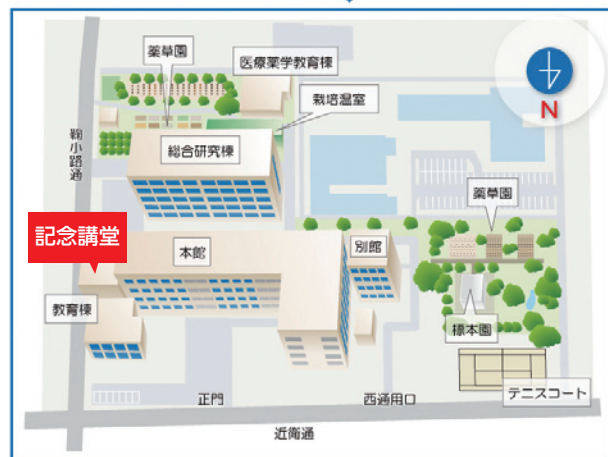 薬草園
医療薬学教育棟
栽培温室
N
鞠小路通
総合研究棟
薬草園
記念講堂
本館
別館
教育棟
標本園
テニスコート
正門
西通用口
近衛通